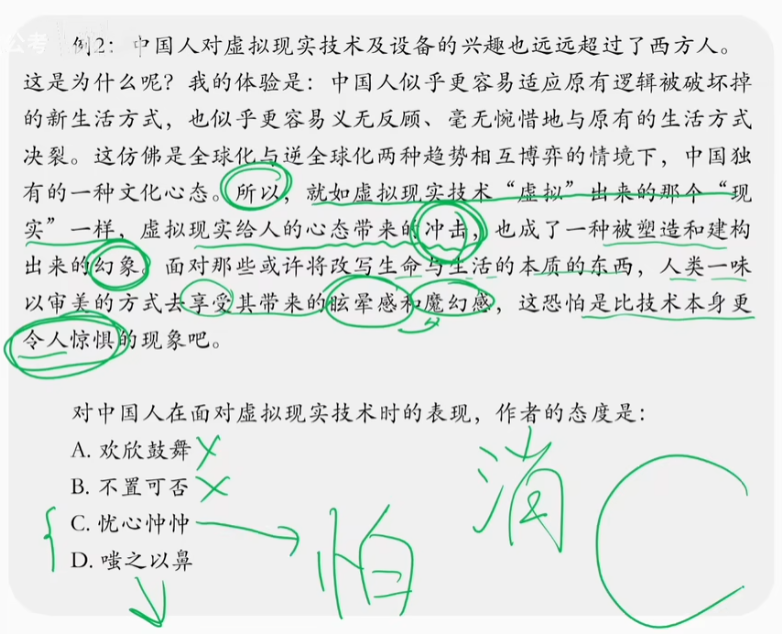 公考
例2：中国人对虚拟现实技术及设备的兴趣也远远超过了西方人。
这是为什么呢？我的体验是：中国人似乎更容易适应原有逻辑被破坏掉
的新生活方式，也似乎更容易义无反顾、毫无惋惜地与原有的生活方式
决裂。这仿佛是全球化与逆全球化两种趋势相互博弈的情境下，中国独
有的一种文化心态。所以，就如虚拟现实技术“虚拟”出来的那个“现
实”一样，虚拟现实给人的心态带来的冲击，也成了一种被塑造和建构
出来的幻象。面对那些或许将改写生命与生活的本质的东西，人类一味
以审美的方式去享受其带来的眩晕感和魔幻感，这恐怕是比技术本身更
令人惊惧的现象吧。
对中国人在面对虚拟现实技术时的表现，作者的态度是：
A. 欢欣鼓舞
B. 不置可否
C. 忧心忡忡
D. 嗤之以鼻
怕
消